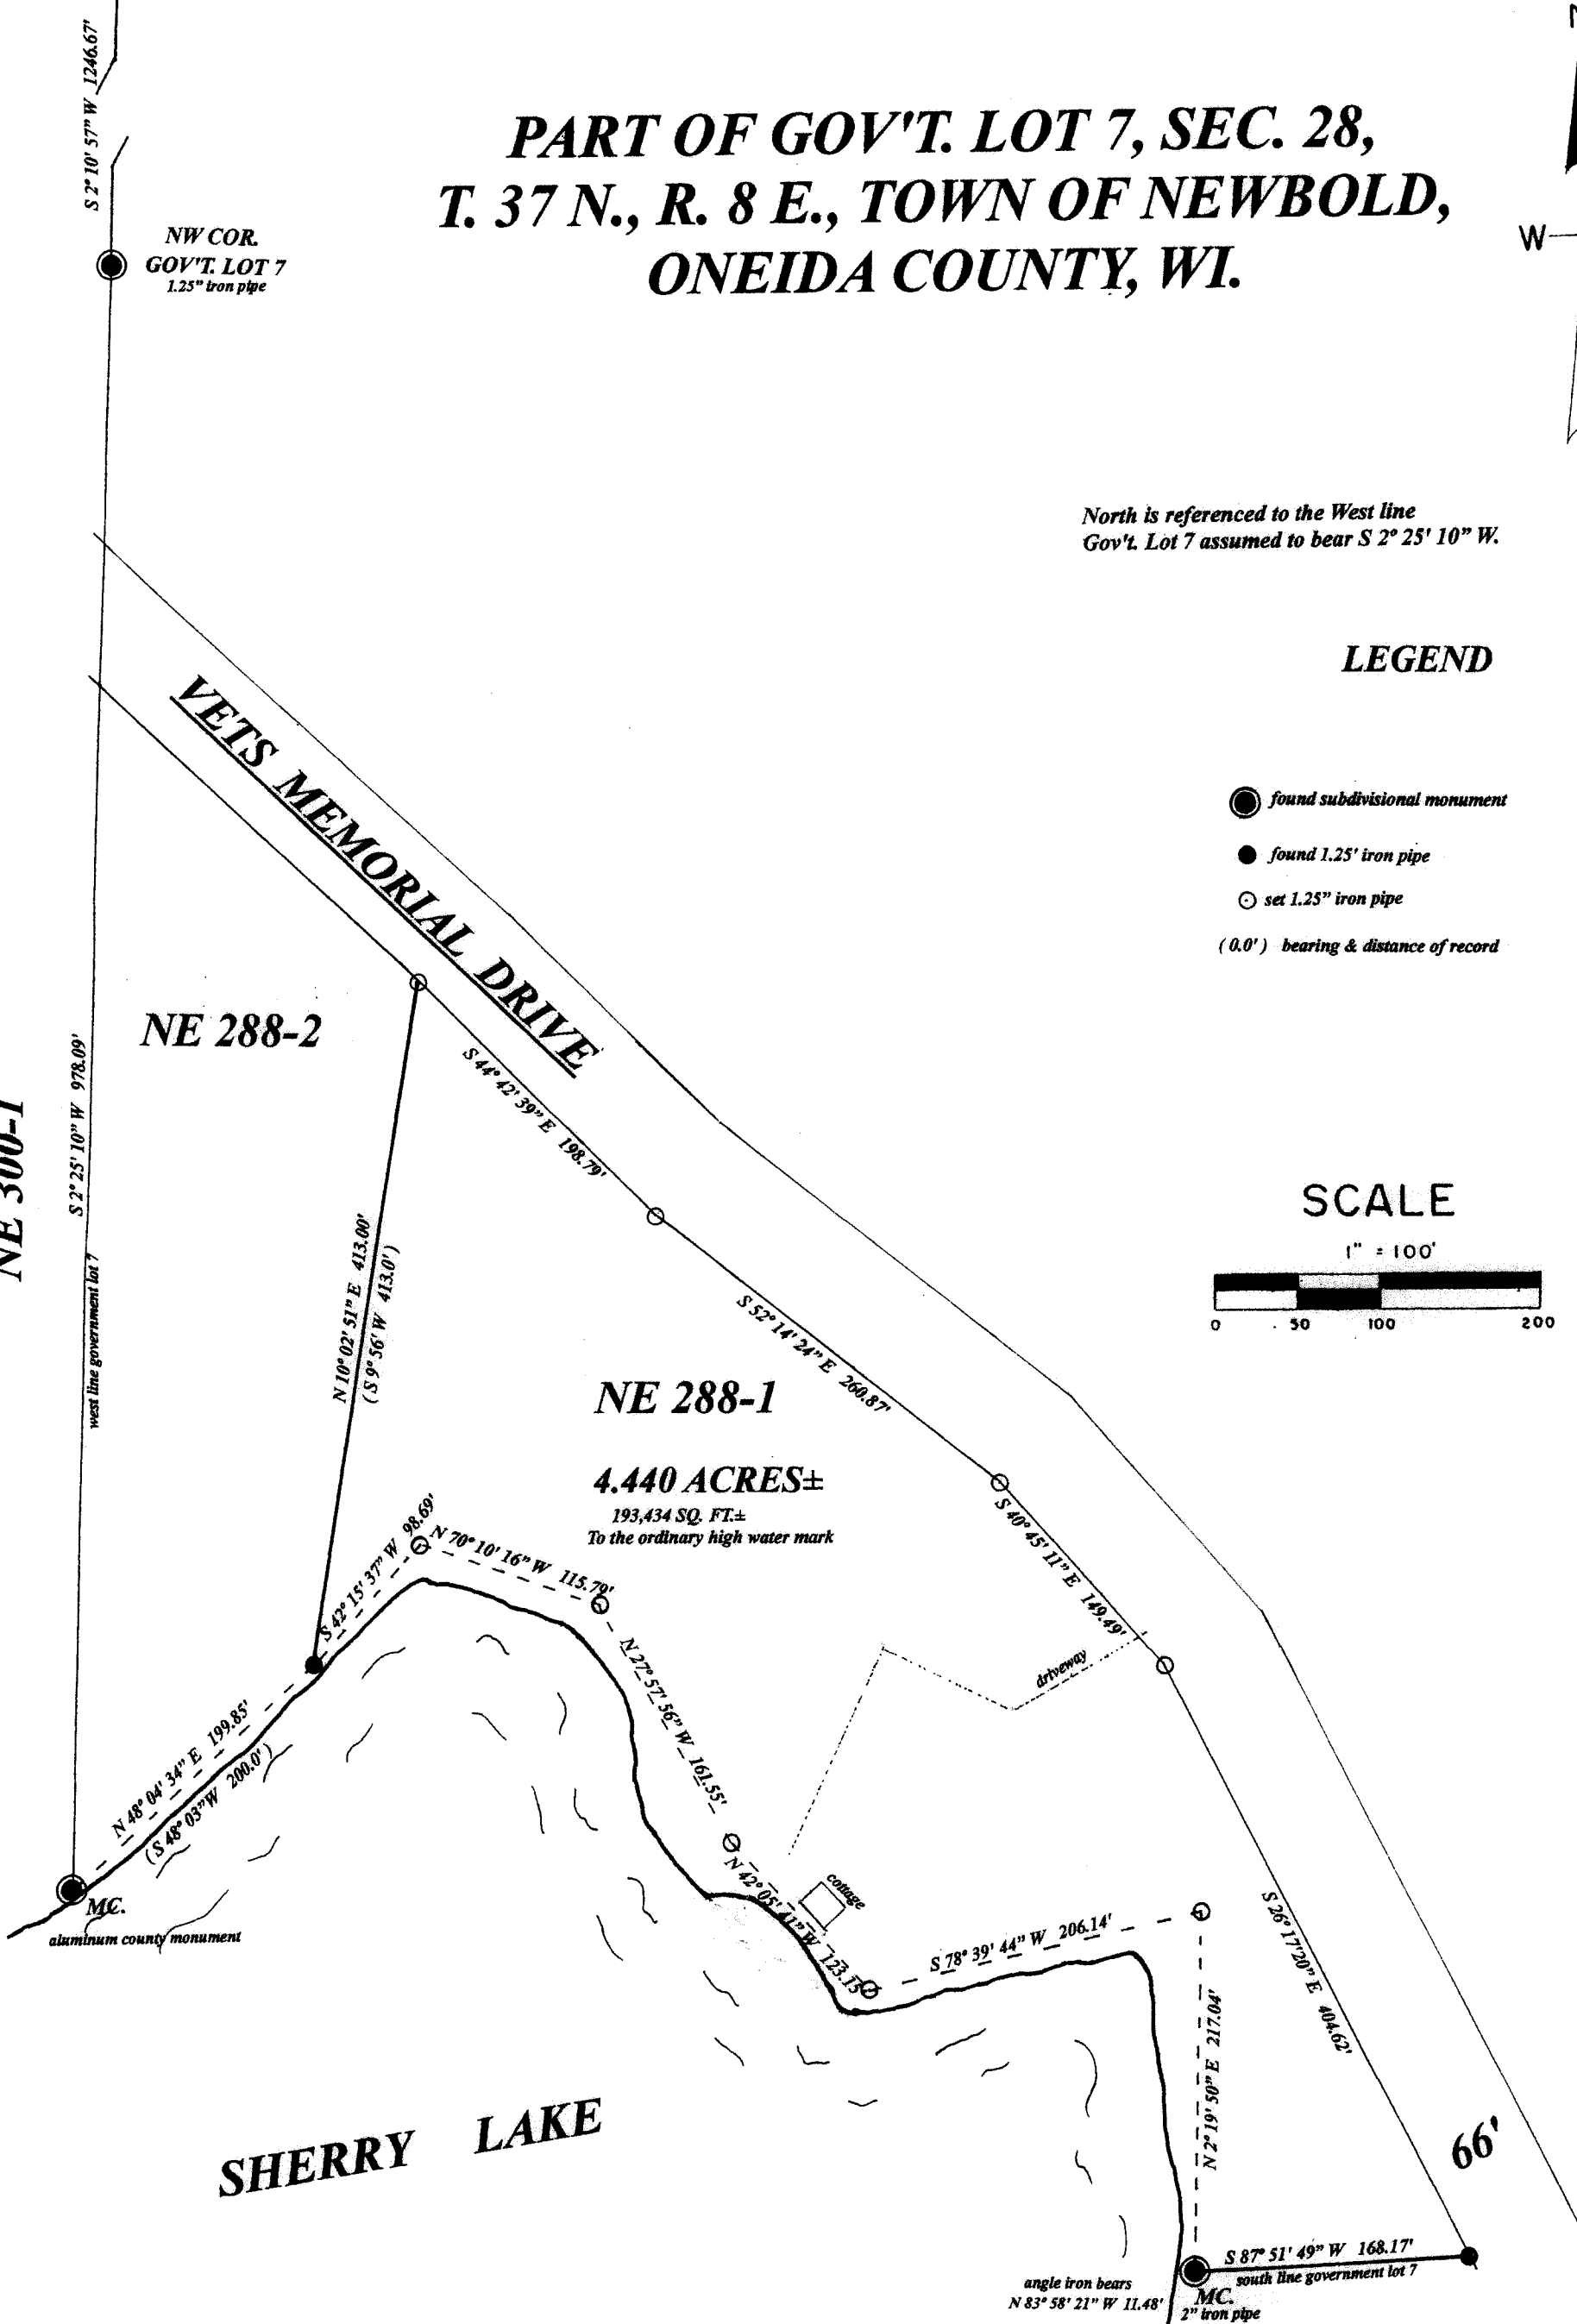 S 2° 10' 57" W 1246.67'
PART OF GOV'T. LOT 7, SEC. 28,
T. 37 N., R. 8 E., TOWN OF NEWBOLD,
ONEIDA COUNTY, WI.
W
NW COR.
GOV'T. LOT 7
1.25" iron pipe
North is referenced to the West line
Gov't. Lot 7 assumed to bear S 2° 25' 10" W.
LEGEND
found subdivisional monument
found 1.25' iron pipe
set 1.25" iron pipe
( 0.0' ) bearing & distance of record
VETS MEMORIAL DRIVE
NE 288-2
S 44° 42' 39" E 198.79'
NE 300-1
S 2° 25' 10" W 978.09'
west line government lot 7
N 10° 02' 51" E 413.00'
( S 9° 56' W 413.0' )
SCALE
1" = 100'
0 50 100 200
S 52° 14' 24" E 260.87'
NE 288-1
4.440 ACRES±
193,434 SQ. FT.±
To the ordinary high water mark
S 42° 15' 37" W 98.69'
N 70° 10' 16" W 115.79'
S 40° 45' 11" E 149.49'
N 27° 57' 56" W 161.55'
driveway
N 48° 04' 34" E 199.85'
( S 48° 03" W 200.0' )
MC.
aluminum county monument
N 42° 05' 41" W 123.15'
cottage
S 78° 39' 44" W 206.14'
S 26° 17'20" E 404.62'
N 2° 19' 50" E 217.04'
SHERRY LAKE
66'
S 87° 51' 49" W 168.17'
south line government lot 7
angle iron bears
N 83° 58' 21" W 11.48'
MC.
2" iron pipe